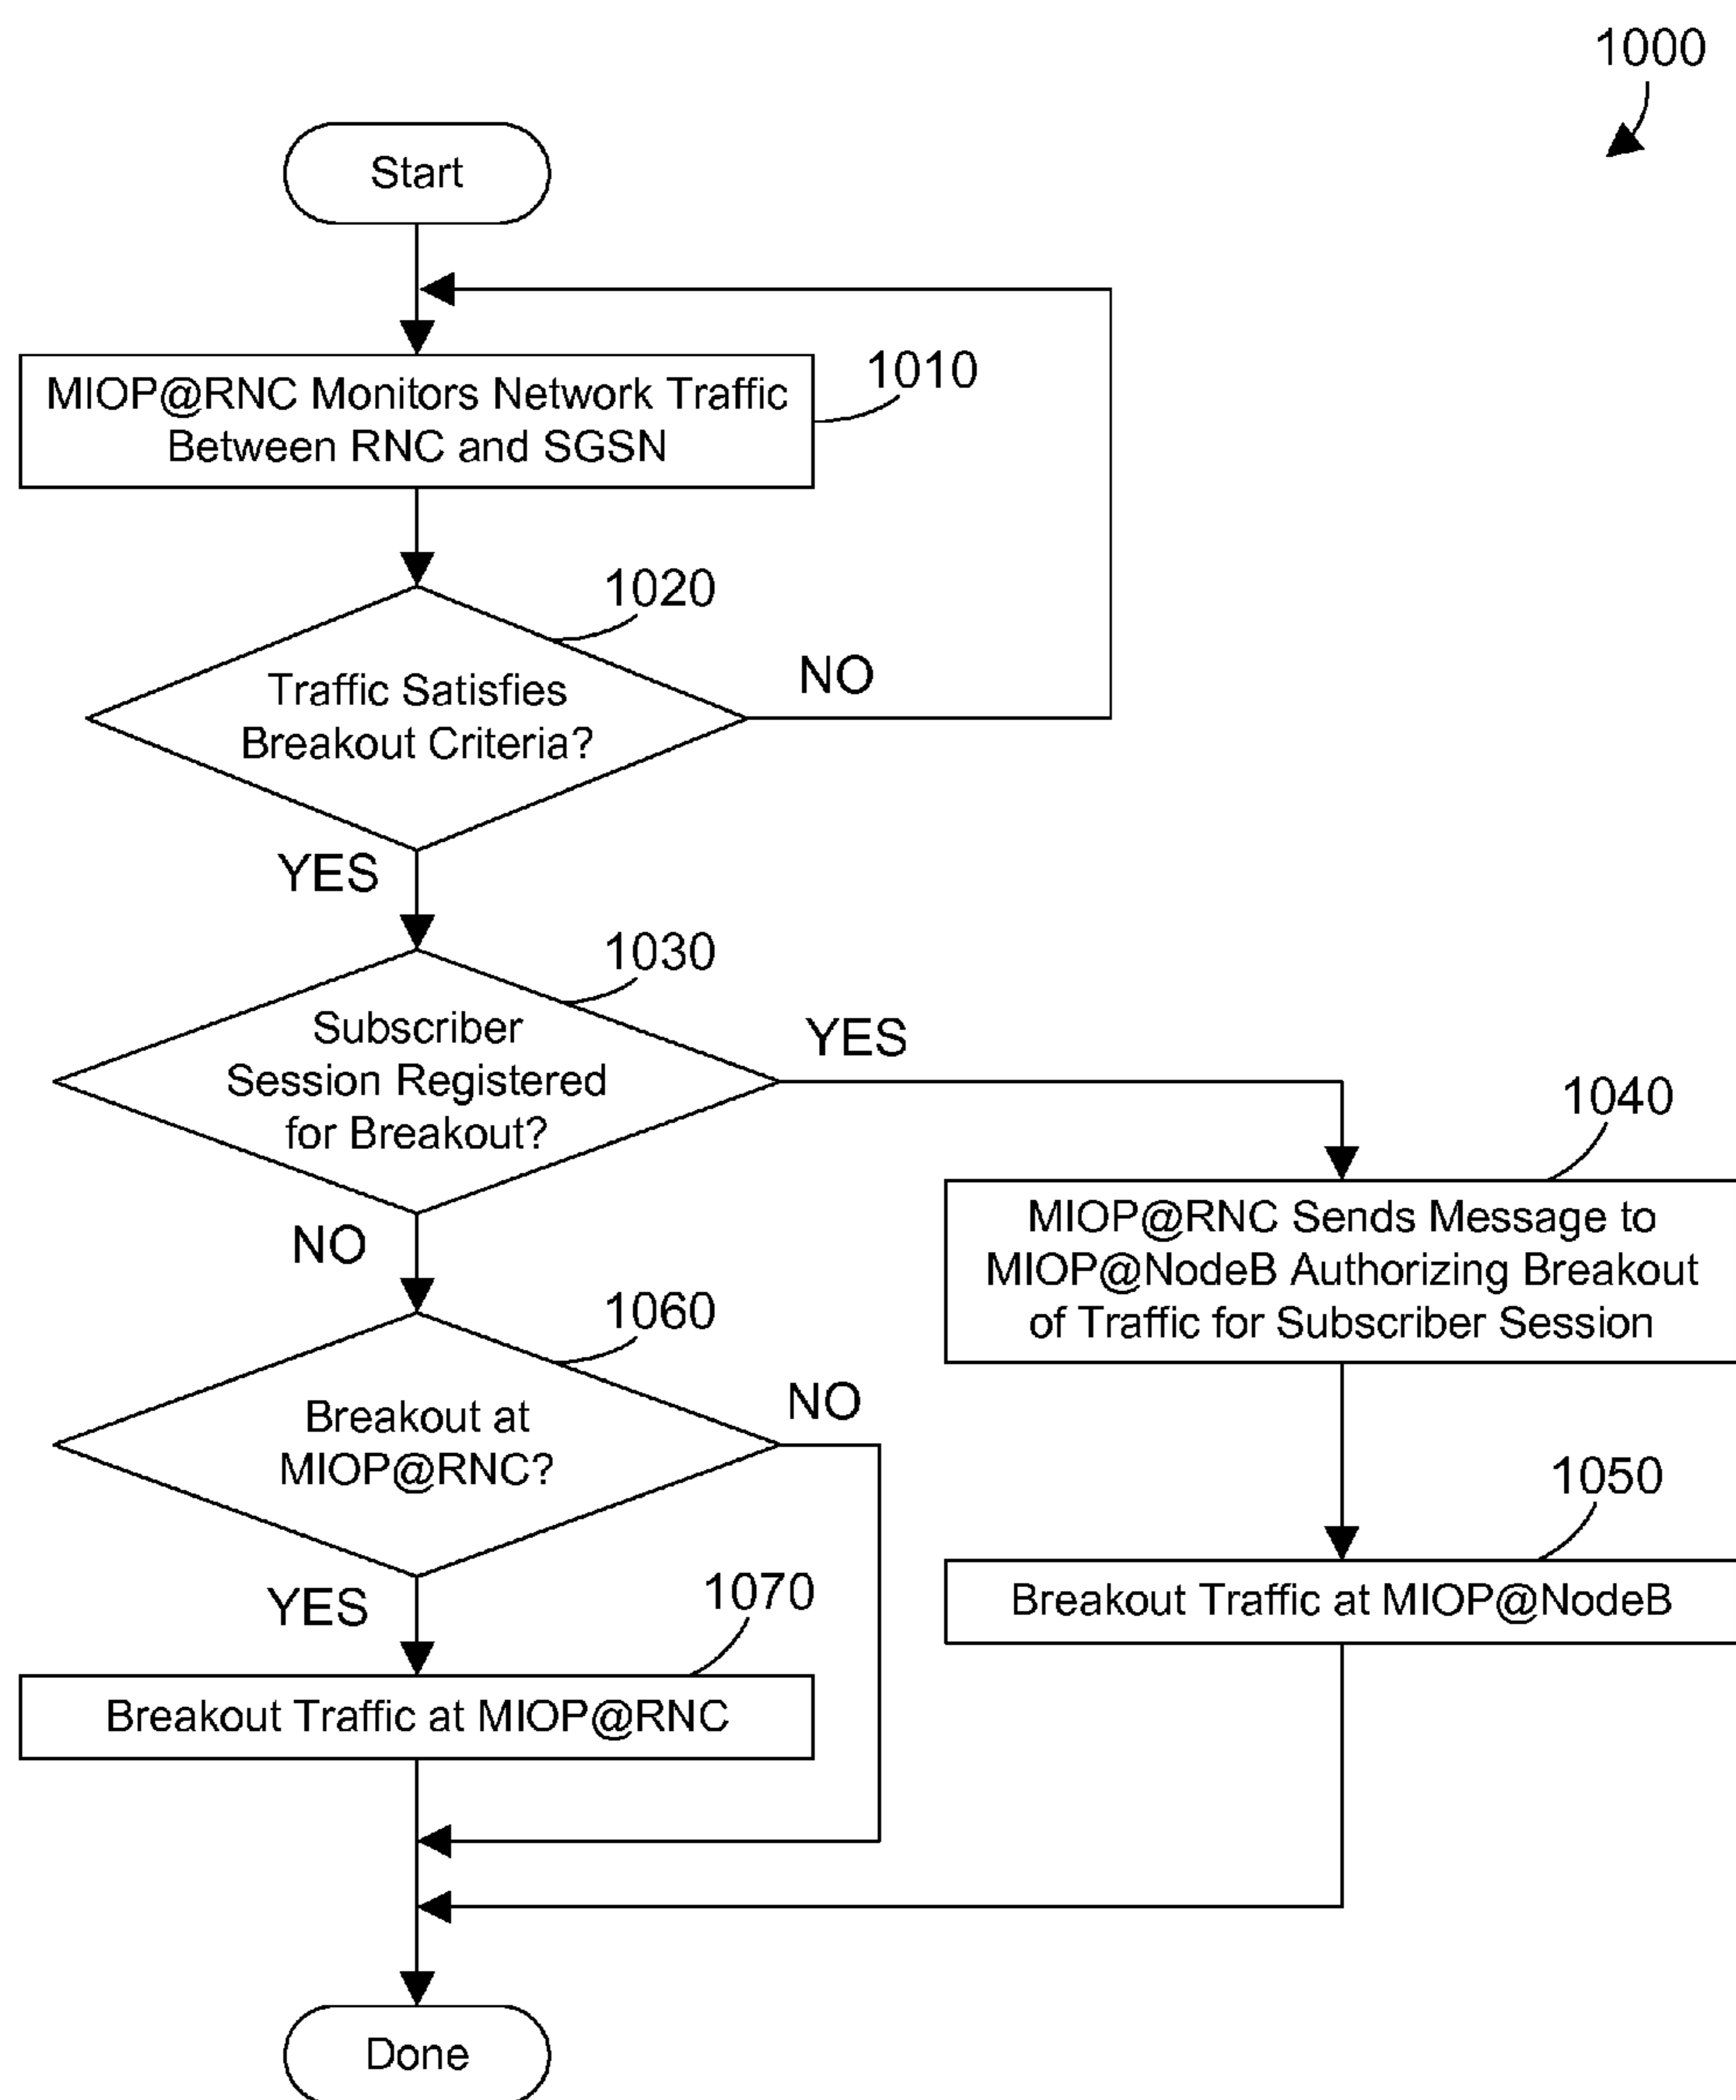 1000
Start
MIOP@RNC Monitors Network Traffic
Between RNC and SGSN
1010
1020
Traffic Satisfies
Breakout Criteria?
NO
YES
1030
Subscriber
Session Registered
for Breakout?
YES
NO
1040
MIOP@RNC Sends Message to
MIOP@NodeB Authorizing Breakout
of Traffic for Subscriber Session
1060
Breakout at
MIOP@RNC?
NO
YES
1050
Breakout Traffic at MIOP@NodeB
1070
Breakout Traffic at MIOP@RNC
Done